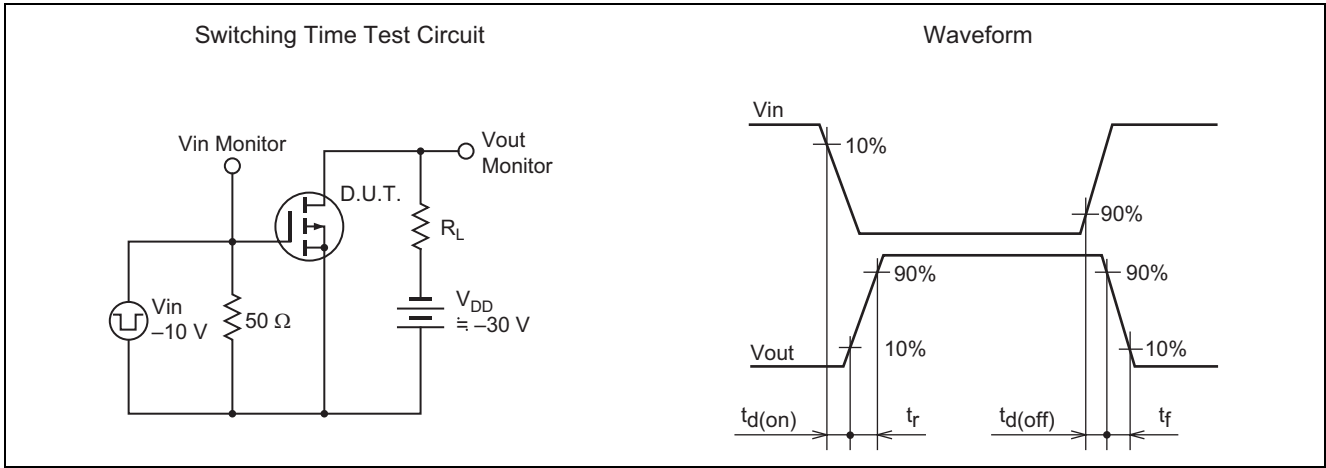 Switching Time Test Circuit
Vin Monitor
Vout
Monitor
D.U.T.
RL
Vin
–10 V
50 Ω
VDD
≒ –30 V
Waveform
Vin
10%
90%
90%
90%
Vout
10%
10%
td(on)
tr
td(off)
tf